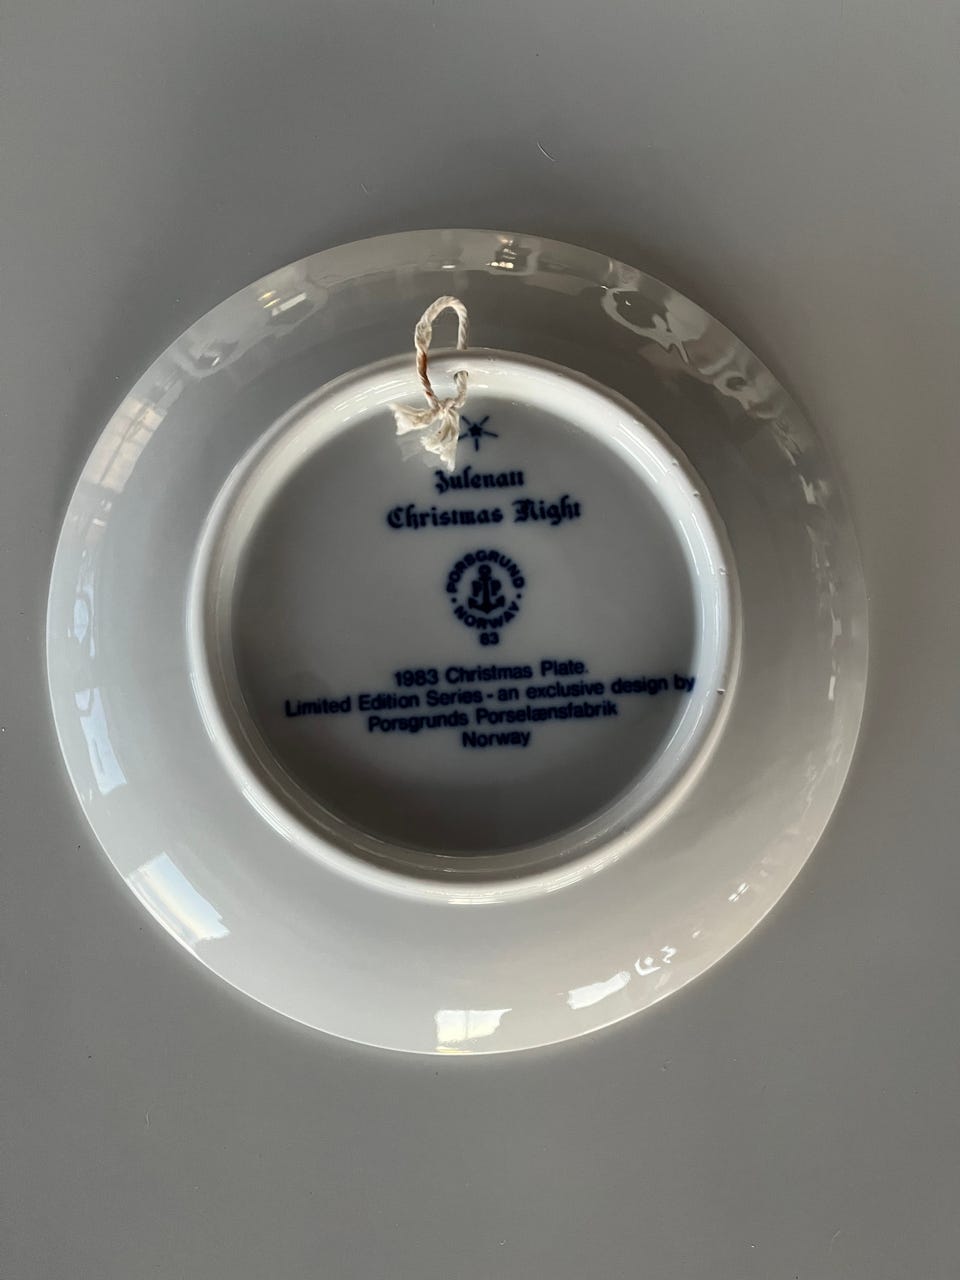 Julenatt
Christmas Night
PORSGRUND
PP
NORWAY
83
1983 Christmas Plate.
Limited Edition Series - an exclusive design by
Porsgrunds Porselænsfabrik
Norway